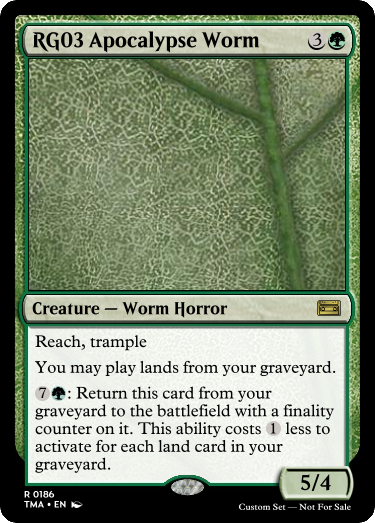 RG03 Apocalypse Worm 3
Creature — Worm Horror
Reach, trample
You may play lands from your graveyard.
7 : Return this card from your
graveyard to the battlefield with a finality
counter on it. This ability costs 1 less to
activate for each land card in your
graveyard.
5/4
R 0186
TMA • EN
Custom Set — Not For Sale